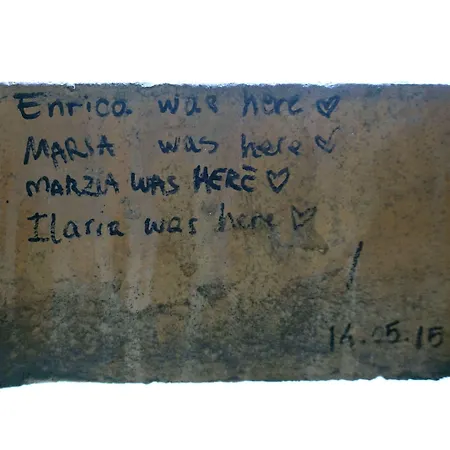 Enrica was here ♡
MARIA was here ♡
MARZIA WAS HERE ♡
Ilaria was here ♡
14.05.15